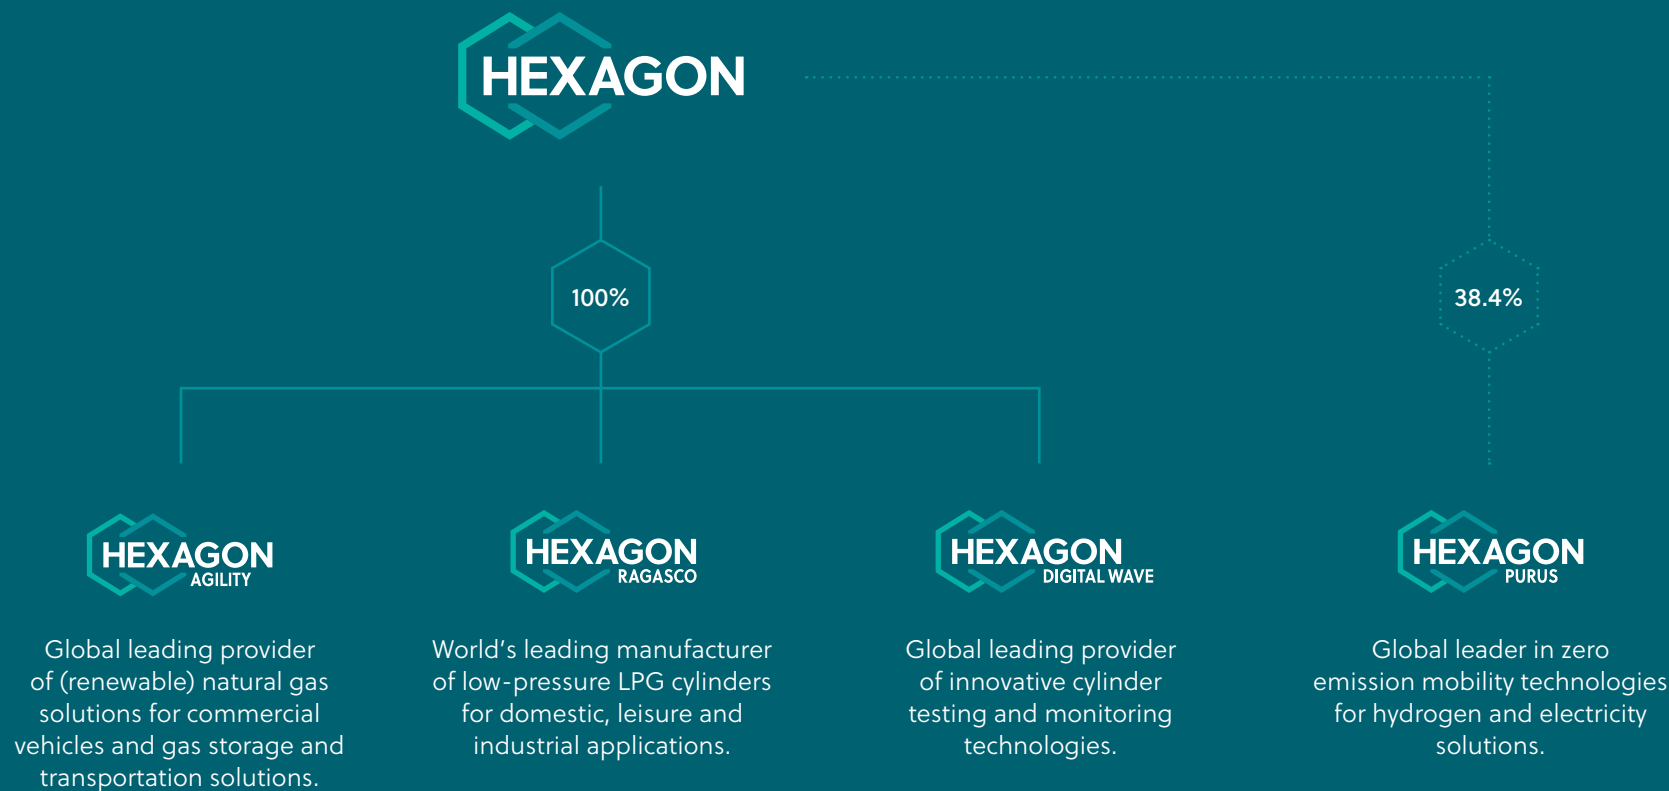 HEXAGON
100%
38.4%
HEXAGON
AGILITY
Global leading provider
of (renewable) natural gas
solutions for commercial
vehicles and gas storage and
transportation solutions.
HEXAGON
RAGASCO
World's leading manufacturer
of low-pressure LPG cylinders
for domestic, leisure and
industrial applications.
HEXAGON
DIGITAL WAVE
Global leading provider
of innovative cylinder
testing and monitoring
technologies.
HEXAGON
PURUS
Global leader in zero
emission mobility technologies
for hydrogen and electricity
solutions.